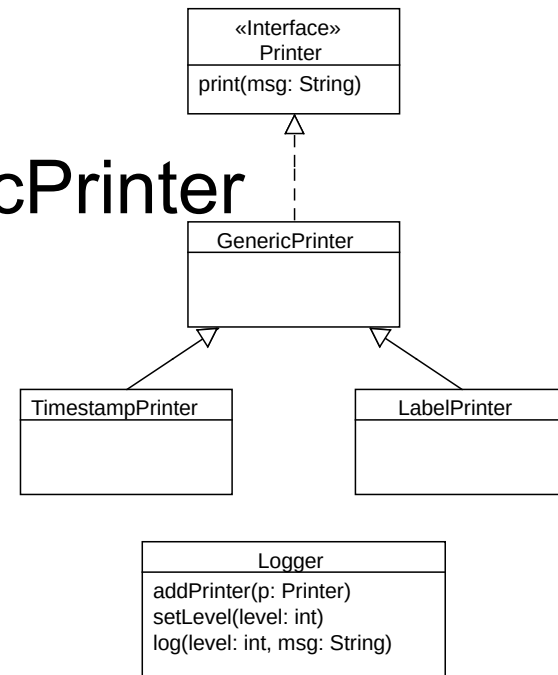 «Interface»
Printer
print(msg: String)
cPrinter
GenericPrinter
TimestampPrinter
LabelPrinter
Logger
addPrinter(p: Printer)
setLevel(level: int)
log(level: int, msg: String)